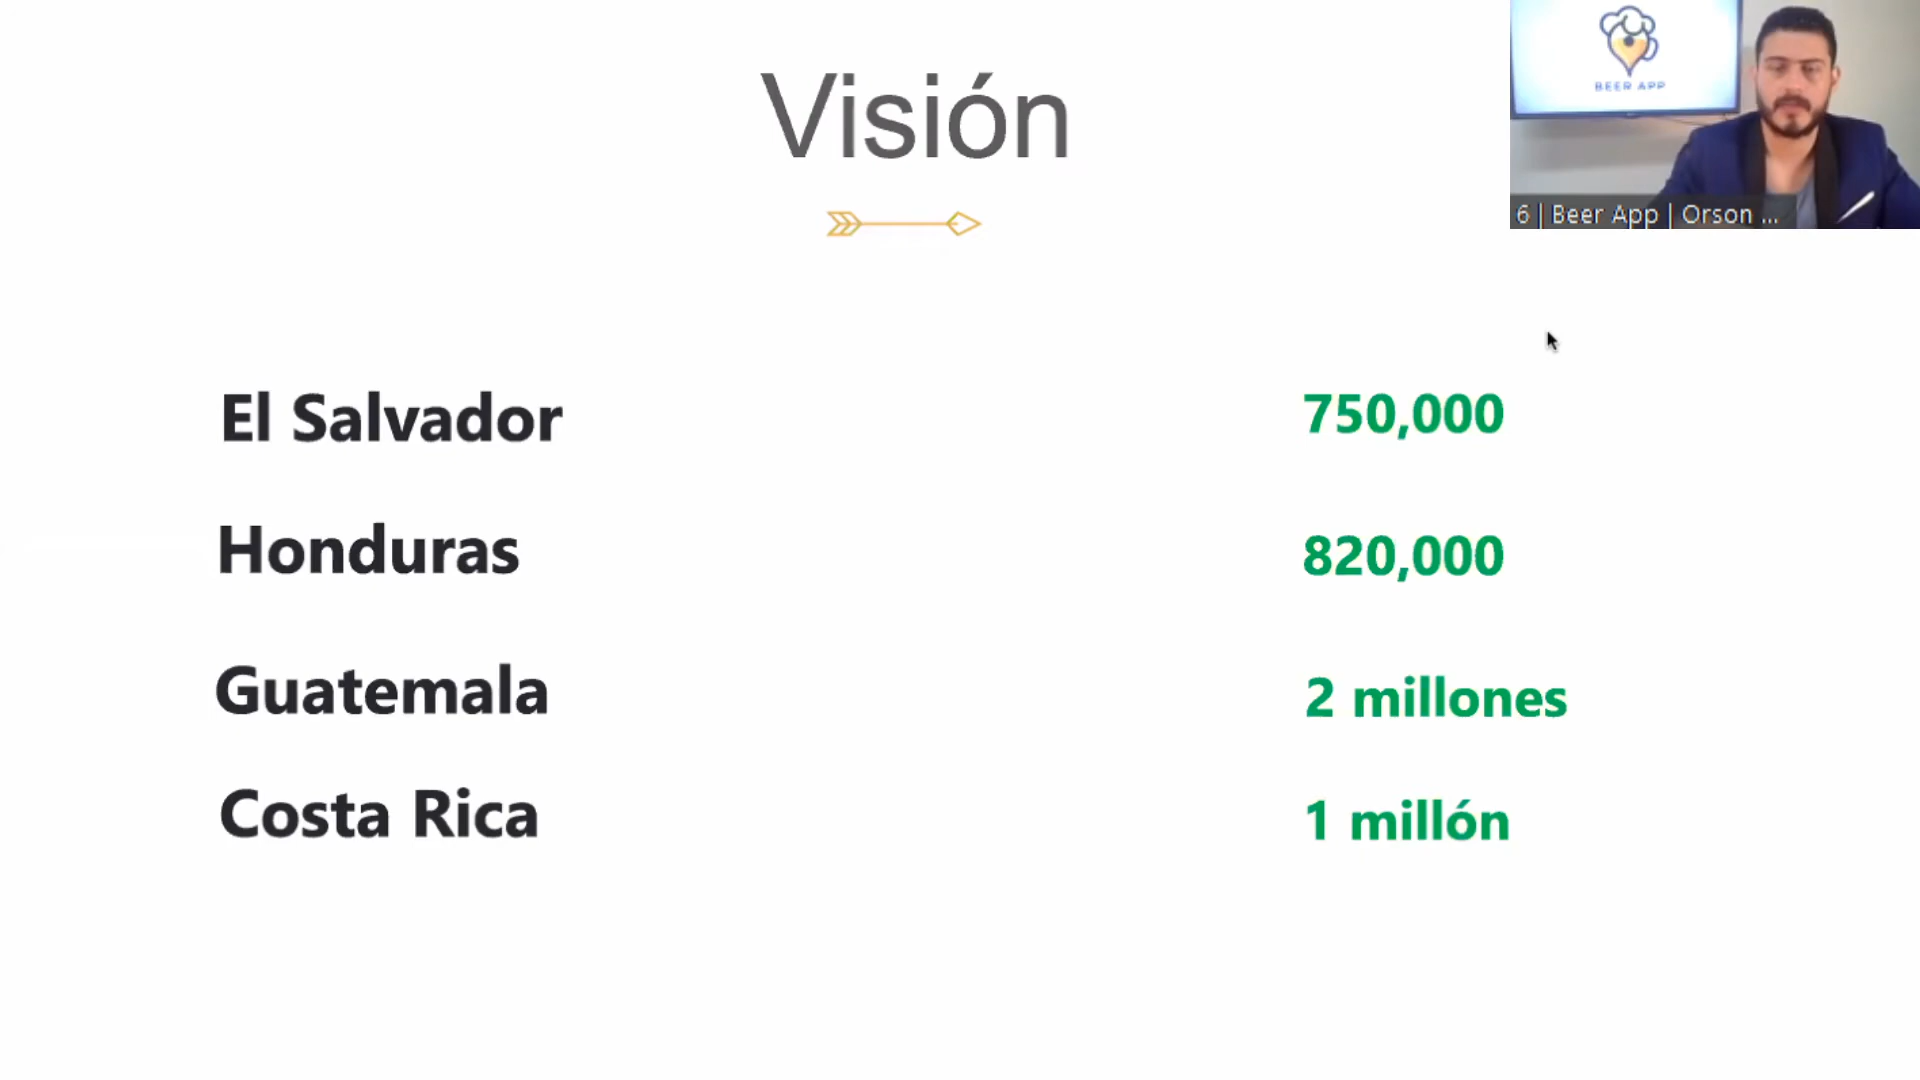 Visión
BEER APP
6 | Beer App | Orson ...
El Salvador
750,000
Honduras
820,000
Guatemala
2 millones
Costa Rica
1 millón